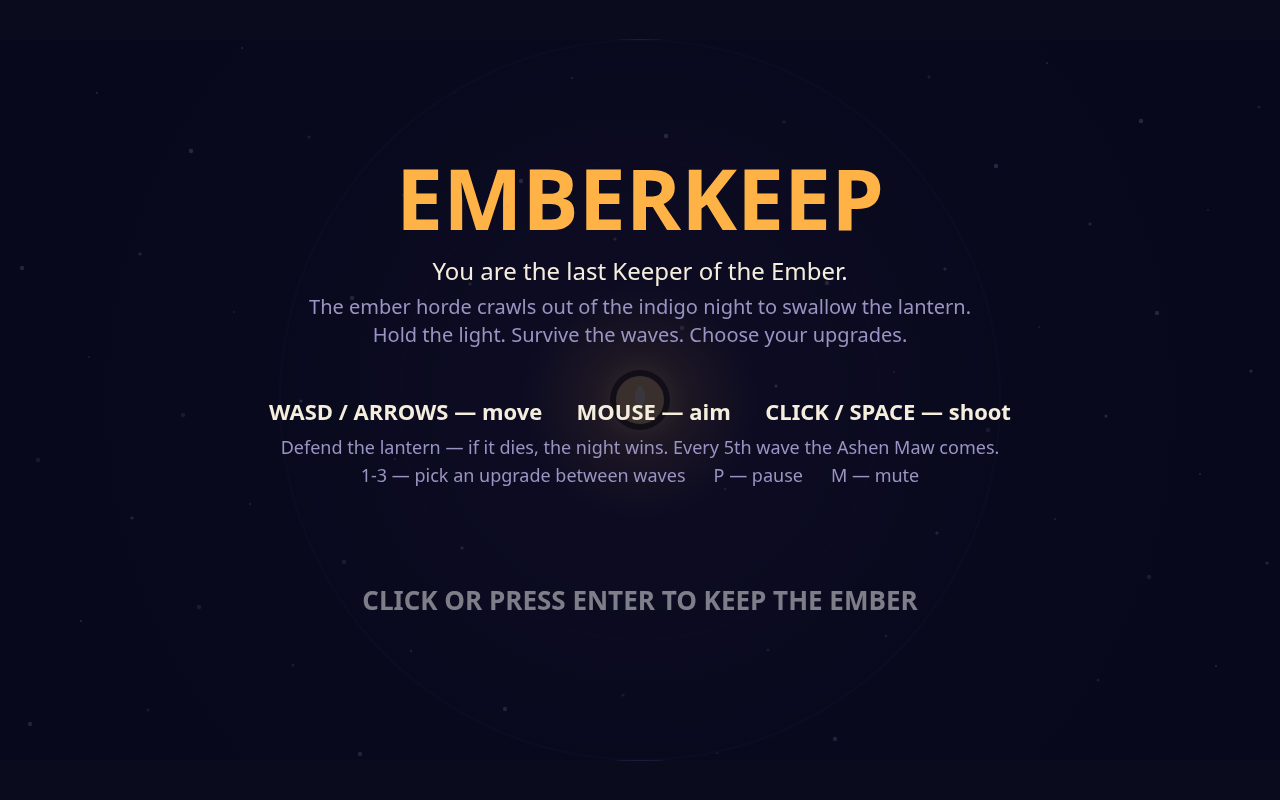 EMBERKEEP
You are the last Keeper of the Ember.
The ember horde crawls out of the indigo night to swallow the lantern.
Hold the light. Survive the waves. Choose your upgrades.
WASD / ARROWS — move MOUSE — aim CLICK / SPACE — shoot
Defend the lantern — if it dies, the night wins. Every 5th wave the Ashen Maw comes.
1-3 — pick an upgrade between waves P — pause M — mute
CLICK OR PRESS ENTER TO KEEP THE EMBER